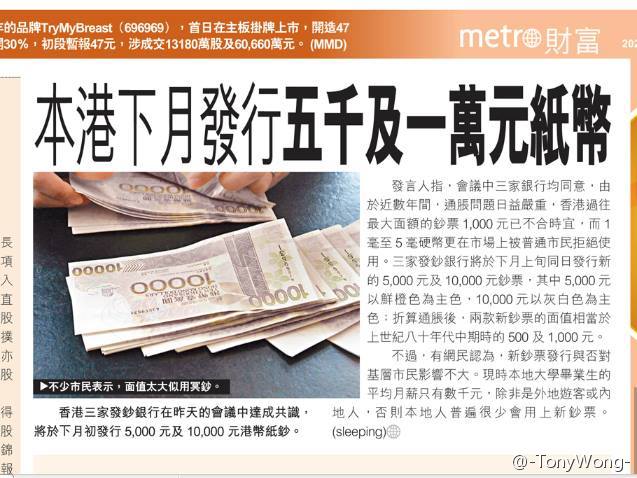 年的品牌TryMyBreast（696969），首日在主板掛牌上市，開造47
開30%，初段暫報47元，涉成交13180萬股及60,660萬元。(MMD)
metro財富
202
本港下月發行五千及一萬元紙幣
發言人指，會議中三家銀行均同意，由
於近數年間，通脹問題日益嚴重，香港過往
最大面額的鈔票 1,000 元已不合時宜，而 1
毫至 5 毫硬幣更在市場上被普通市民拒絕使
用。三家發鈔銀行將於下月上旬同日發行新
的 5,000 元及 10,000 元鈔票，其中 5,000 元
以鮮橙色為主色，10,000 元以灰白色為主
色；折算通脹後，兩款新鈔票的面值相當於
上世紀八十年代中期時的 500 及 1,000 元。
不過，有網民認為，新鈔票發行與否對
基層市民影響不大。現時本地大學畢業生的
平均月薪只有數千元，除非是外地遊客或內
地人，否則本地人普遍很少會用上新鈔票。
(sleeping)
10000
10000
10000
▶不少市民表示，面值太大似用冥鈔。
香港三家發鈔銀行在昨天的會議中達成共識，
將於下月初發行 5,000 元及 10,000 元港幣紙鈔。
長
項
入
直
股
撲
亦
股
得
股
錦
報
@-TonyWong-